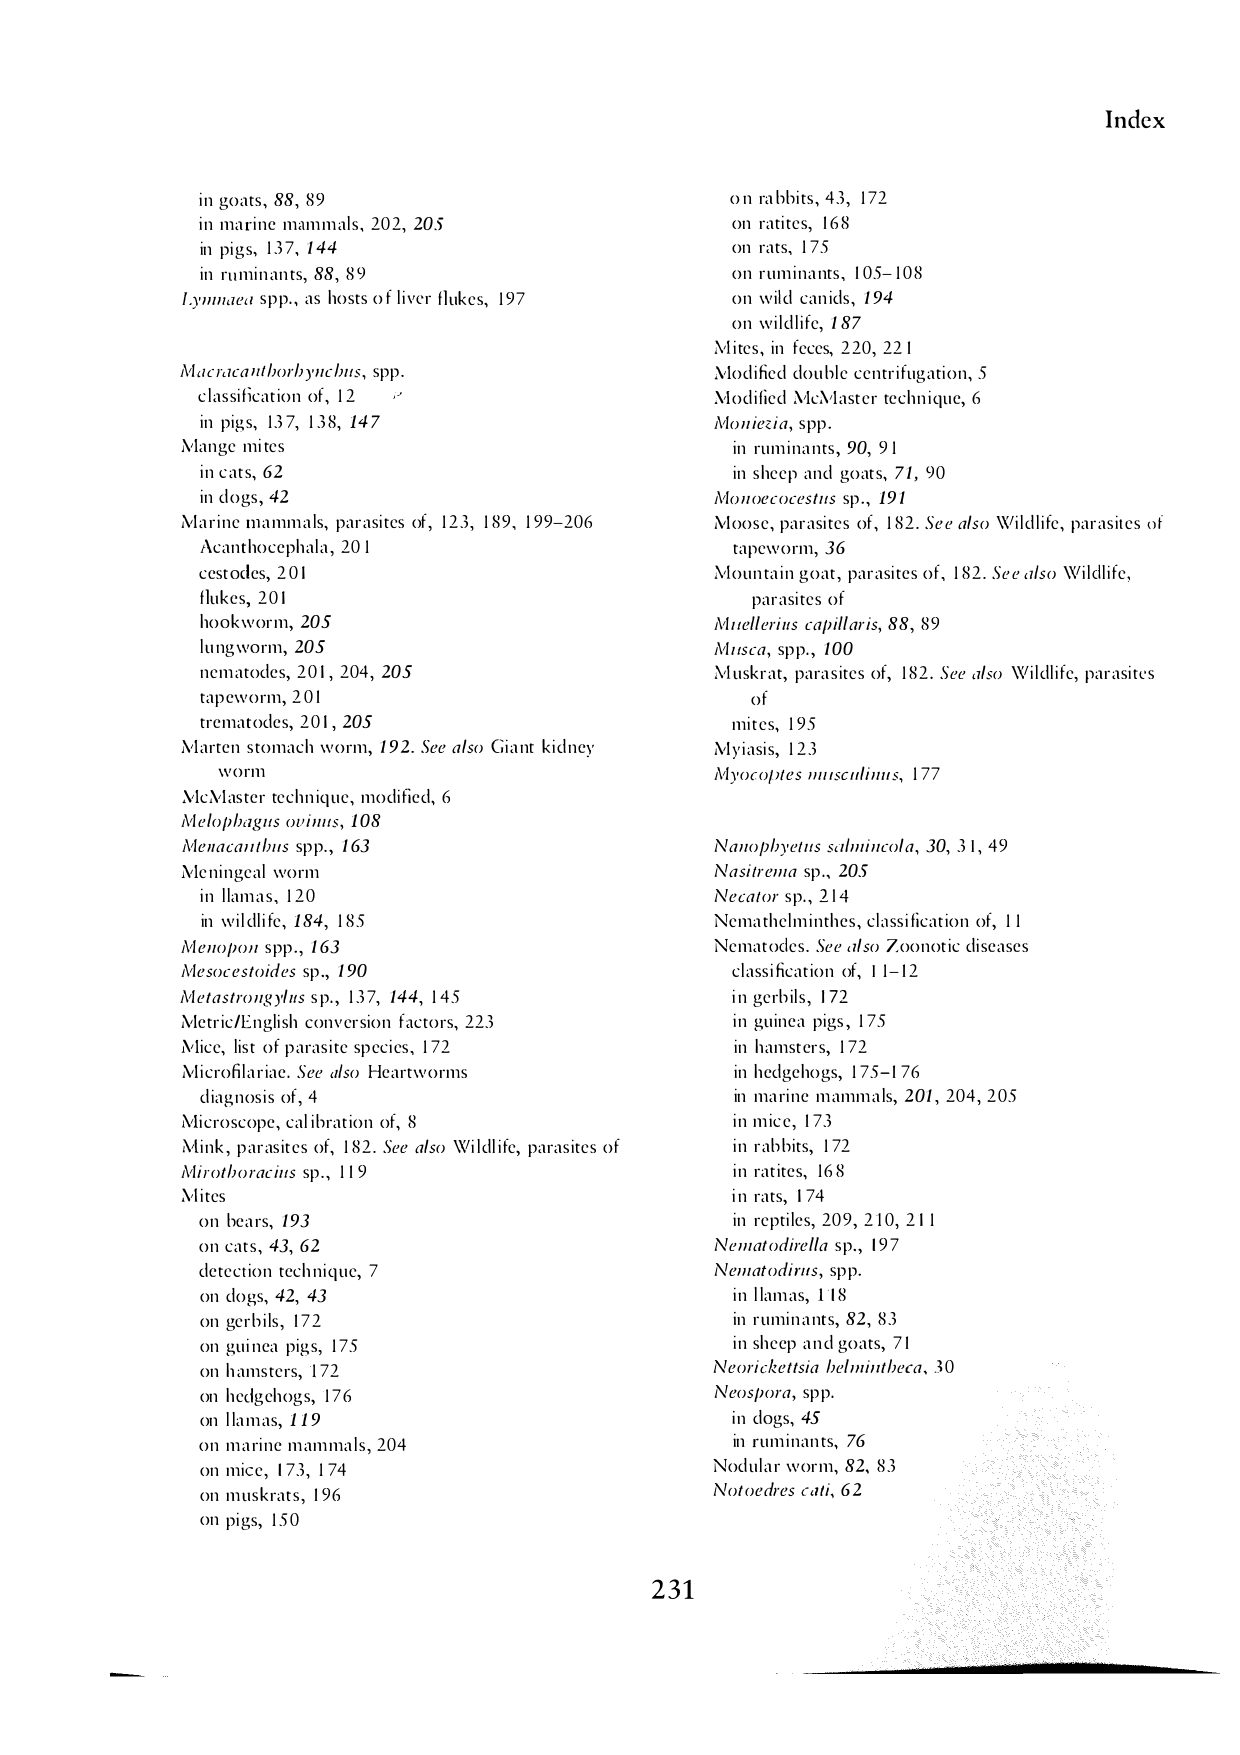 Index
in goats, 88, 89
in marine mammals, 202, 205
in pigs, 137, 144
in ruminants, 88, 89
Lymnaea spp., as hosts of liver flukes, 197
Macracanthorhynchus, spp.
classification of, 12
in pigs, 137, 138, 147
Mange mites
in cats, 62
in dogs, 42
Marine mammals, parasites of, 123, 189, 199–206
Acanthocephala, 201
cestodes, 201
flukes, 201
hookworm, 205
lungworm, 205
nematodes, 201, 204, 205
tapeworm, 201
trematodes, 201, 205
Marten stomach worm, 192. See also Giant kidney
worm
McMaster technique, modified, 6
Melophagus ovinus, 108
Menacanthus spp., 163
Meningeal worm
in llamas, 120
in wildlife, 184, 185
Menopon spp., 163
Mesocestoides sp., 190
Metastrongylus sp., 137, 144, 145
Metric/English conversion factors, 223
Mice, list of parasite species, 172
Microfilariae. See also Heartworms
diagnosis of, 4
Microscope, calibration of, 8
Mink, parasites of, 182. See also Wildlife, parasites of
Mirothoracius sp., 119
Mites
on bears, 193
on cats, 43, 62
detection technique, 7
on dogs, 42, 43
on gerbils, 172
on guinea pigs, 175
on hamsters, 172
on hedgehogs, 176
on llamas, 119
on marine mammals, 204
on mice, 173, 174
on muskrats, 196
on pigs, 150
on rabbits, 43, 172
on ratites, 168
on rats, 175
on ruminants, 105–108
on wild canids, 194
on wildlife, 187
Mites, in feces, 220, 221
Modified double centrifugation, 5
Modified McMaster technique, 6
Moniezia, spp.
in ruminants, 90, 91
in sheep and goats, 71, 90
Monoecocestus sp., 191
Moose, parasites of, 182. See also Wildlife, parasites of
tapeworm, 36
Mountain goat, parasites of, 182. See also Wildlife,
parasites of
Muellerius capillaris, 88, 89
Musca, spp., 100
Muskrat, parasites of, 182. See also Wildlife, parasites
of
mites, 195
Myiasis, 123
Myocoptes musculinus, 177
Nanophyetus salmincola, 30, 31, 49
Nasitrema sp., 205
Necator sp., 214
Nemathelminthes, classification of, 11
Nematodes. See also Zoonotic diseases
classification of, 11–12
in gerbils, 172
in guinea pigs, 175
in hamsters, 172
in hedgehogs, 175–176
in marine mammals, 201, 204, 205
in mice, 173
in rabbits, 172
in ratites, 168
in rats, 174
in reptiles, 209, 210, 211
Nematodirella sp., 197
Nematodirus, spp.
in llamas, 118
in ruminants, 82, 83
in sheep and goats, 71
Neorickettsia helmintheca, 30
Neospora, spp.
in dogs, 45
in ruminants, 76
Nodular worm, 82, 83
Notoedres cati, 62
231